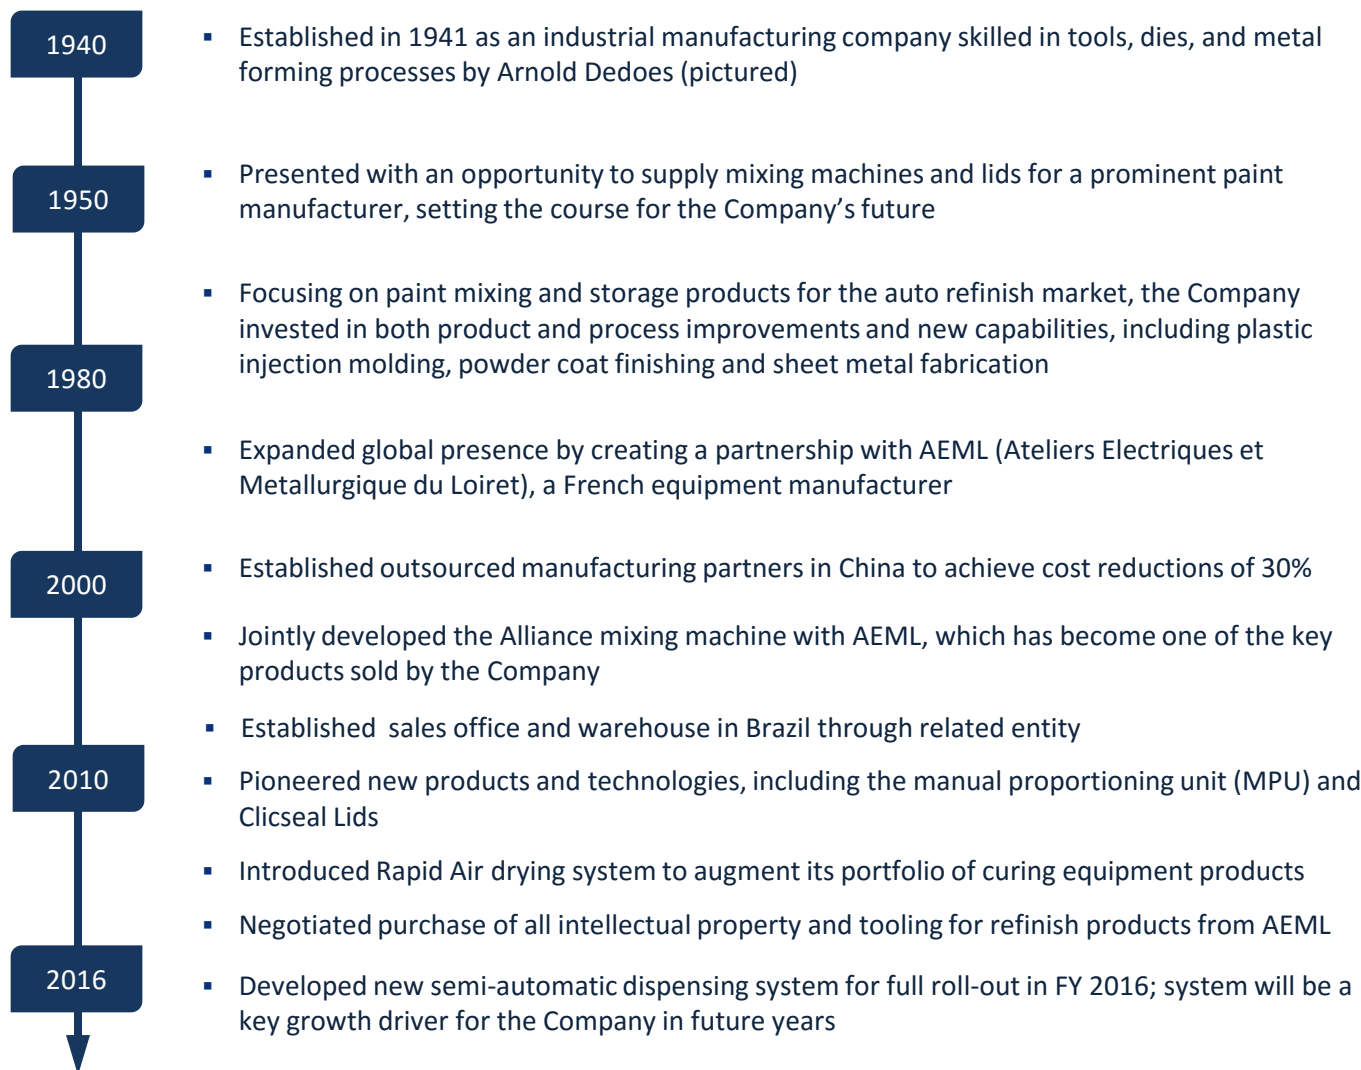 1940
▪ Established in 1941 as an industrial manufacturing company skilled in tools, dies, and metal
forming processes by Arnold Dedoes (pictured)
1950
▪ Presented with an opportunity to supply mixing machines and lids for a prominent paint
manufacturer, setting the course for the Company’s future
▪ Focusing on paint mixing and storage products for the auto refinish market, the Company
invested in both product and process improvements and new capabilities, including plastic
injection molding, powder coat finishing and sheet metal fabrication
1980
▪ Expanded global presence by creating a partnership with AEML (Ateliers Electriques et
Metallurgique du Loiret), a French equipment manufacturer
2000
▪ Established outsourced manufacturing partners in China to achieve cost reductions of 30%
▪ Jointly developed the Alliance mixing machine with AEML, which has become one of the key
products sold by the Company
▪ Established  sales office and warehouse in Brazil through related entity
2010
▪ Pioneered new products and technologies, including the manual proportioning unit (MPU) and
Clicseal Lids
▪ Introduced Rapid Air drying system to augment its portfolio of curing equipment products
▪ Negotiated purchase of all intellectual property and tooling for refinish products from AEML
2016
▪ Developed new semi-automatic dispensing system for full roll-out in FY 2016; system will be a
key growth driver for the Company in future years